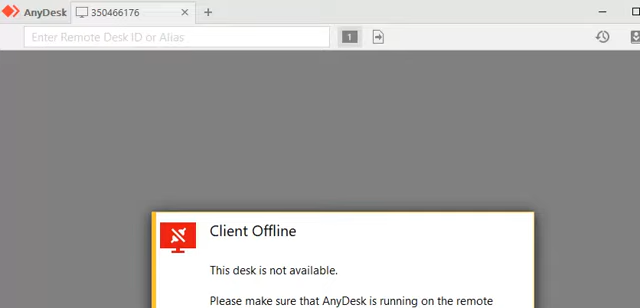 AnyDesk 350466176
Enter Remote Desk ID or Alias 1
Client Offline
This desk is not available.
Please make sure that AnyDesk is running on the remote